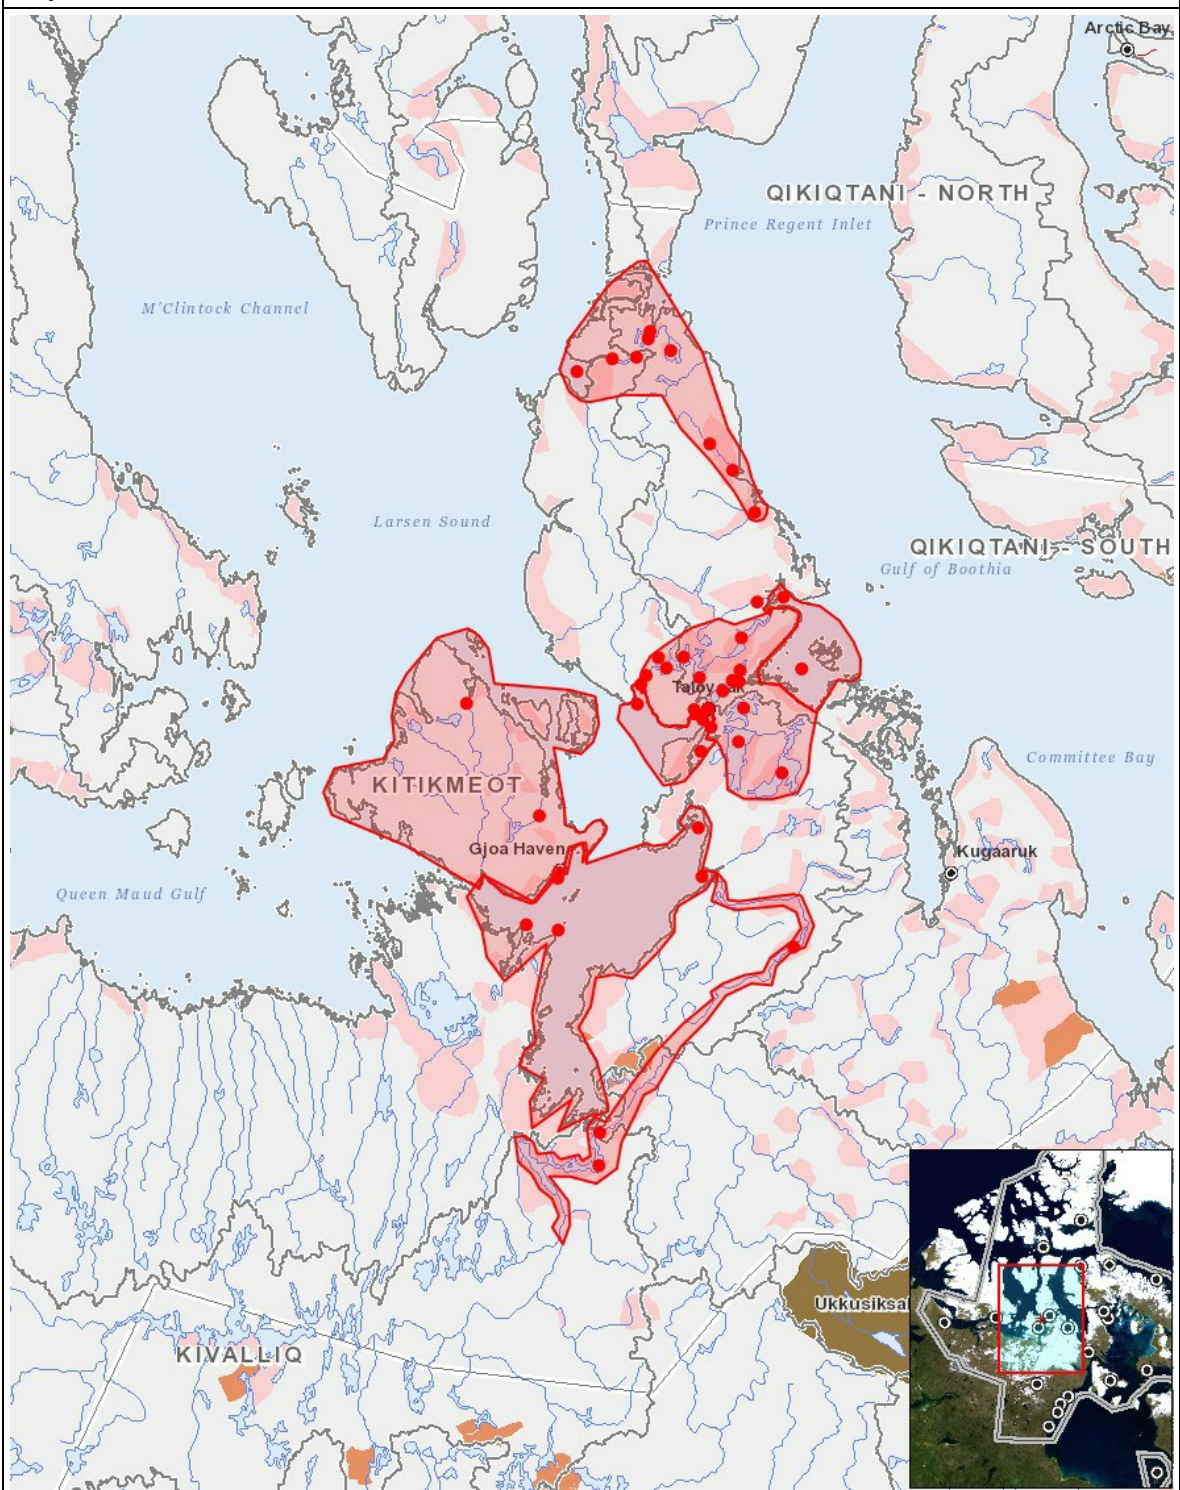 Arctic Bay
QIKIQTANI - NORTH
Prince Regent Inlet
M'Clintock Channel
Larsen Sound
QIKIQTANI - SOUTH
Gulf of Boothia
KITIKMEOT
Committee Bay
Gjoa Haven
Kugaaruk
Queen Maud Gulf
KIVALLIQ